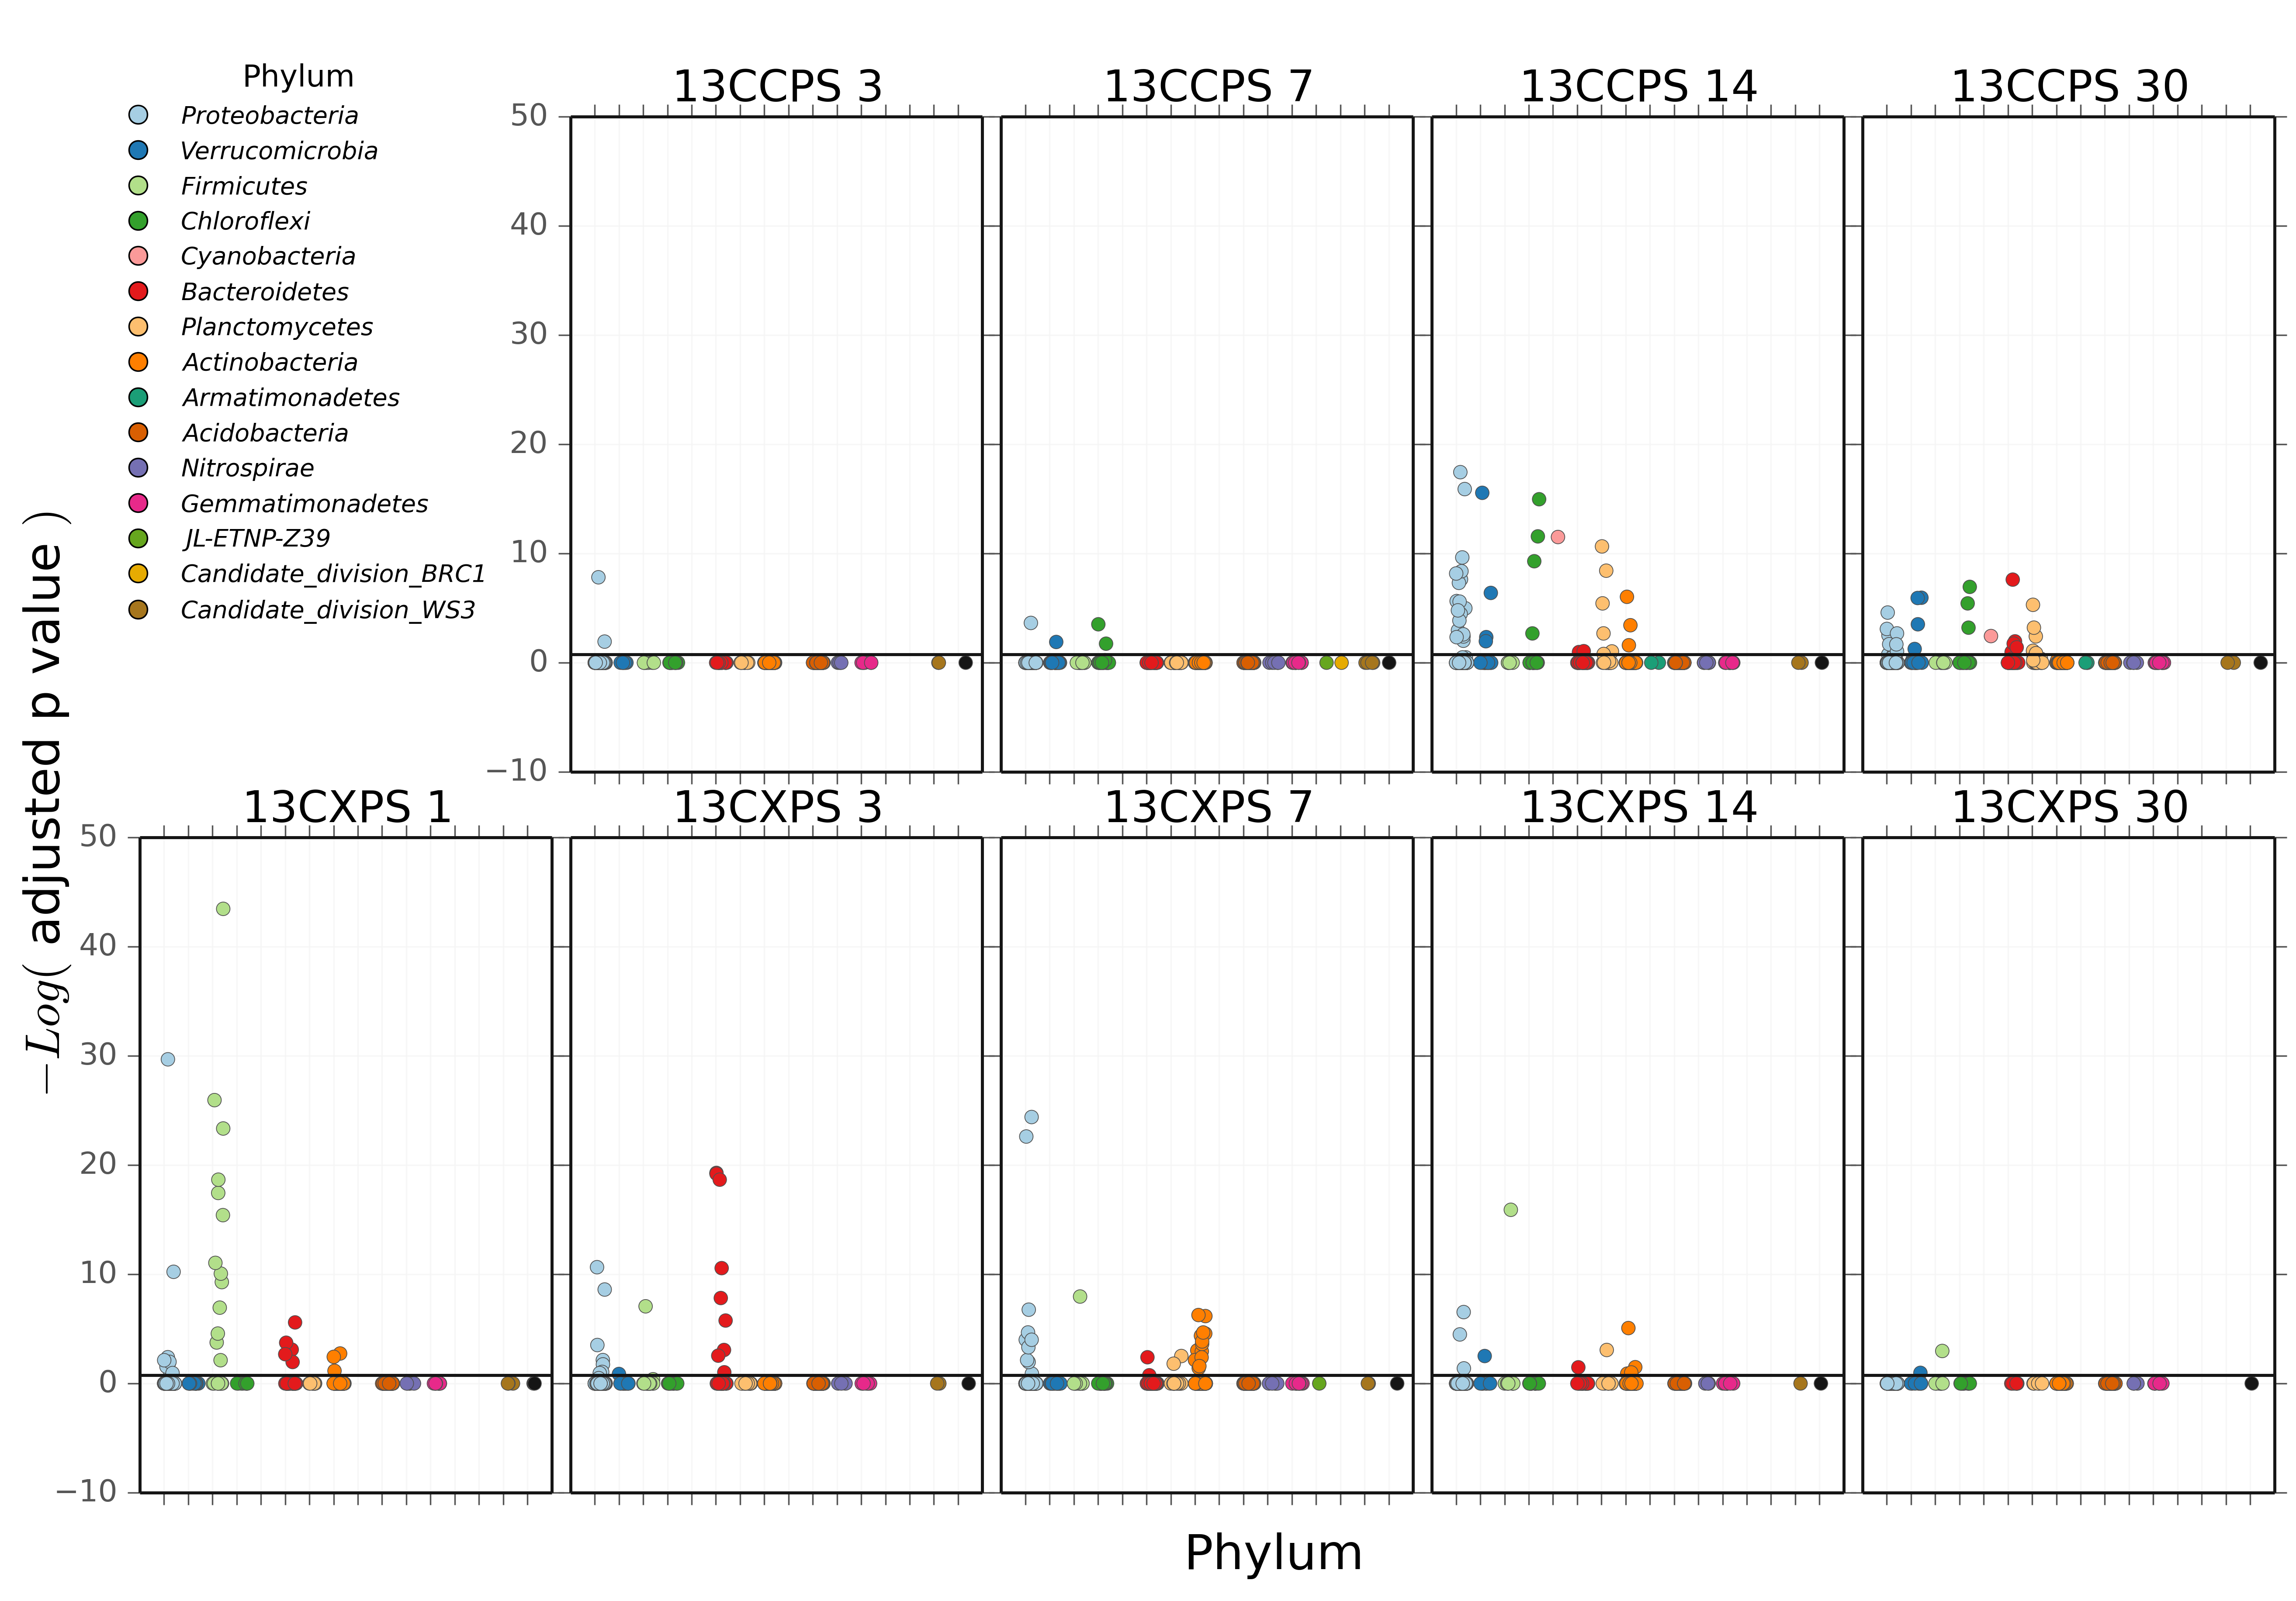 Phylum
Proteobacteria
Verrucomicrobia
Firmicutes
Chloroflexi
Cyanobacteria
Bacteroidetes
Planctomycetes
Actinobacteria
Armatimonadetes
Acidobacteria
Nitrospirae
Gemmatimonadetes
JL-ETNP-Z39
Candidate_division_BRC1
Candidate_division_WS3
13CCPS 3
13CCPS 7
13CCPS 14
13CCPS 30
50
40
30
20
10
0
−10
13CXPS 1
13CXPS 3
13CXPS 7
13CXPS 14
13CXPS 30
50
40
30
20
10
0
−10
−Log( adjusted p value )
Phylum